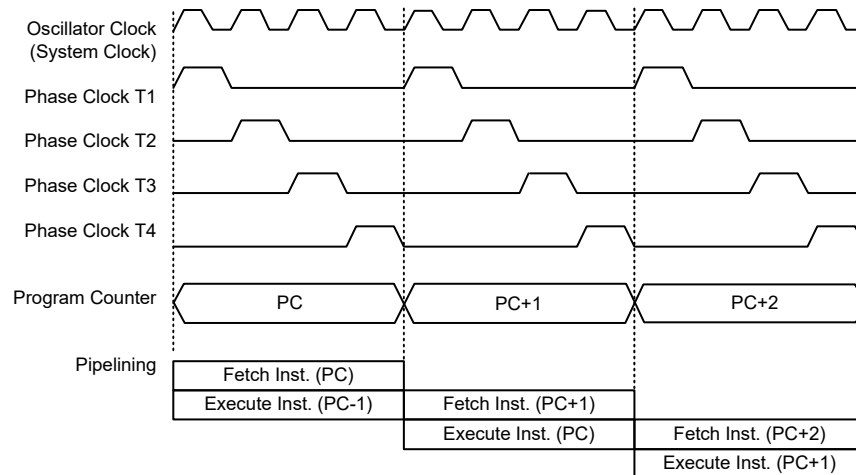 Oscillator Clock
(System Clock)
Phase Clock T1
Phase Clock T2
Phase Clock T3
Phase Clock T4
Program Counter
PC
PC+1
PC+2
Pipelining
Fetch Inst. (PC)
Execute Inst. (PC-1)
Fetch Inst. (PC+1)
Execute Inst. (PC)
Fetch Inst. (PC+2)
Execute Inst. (PC+1)